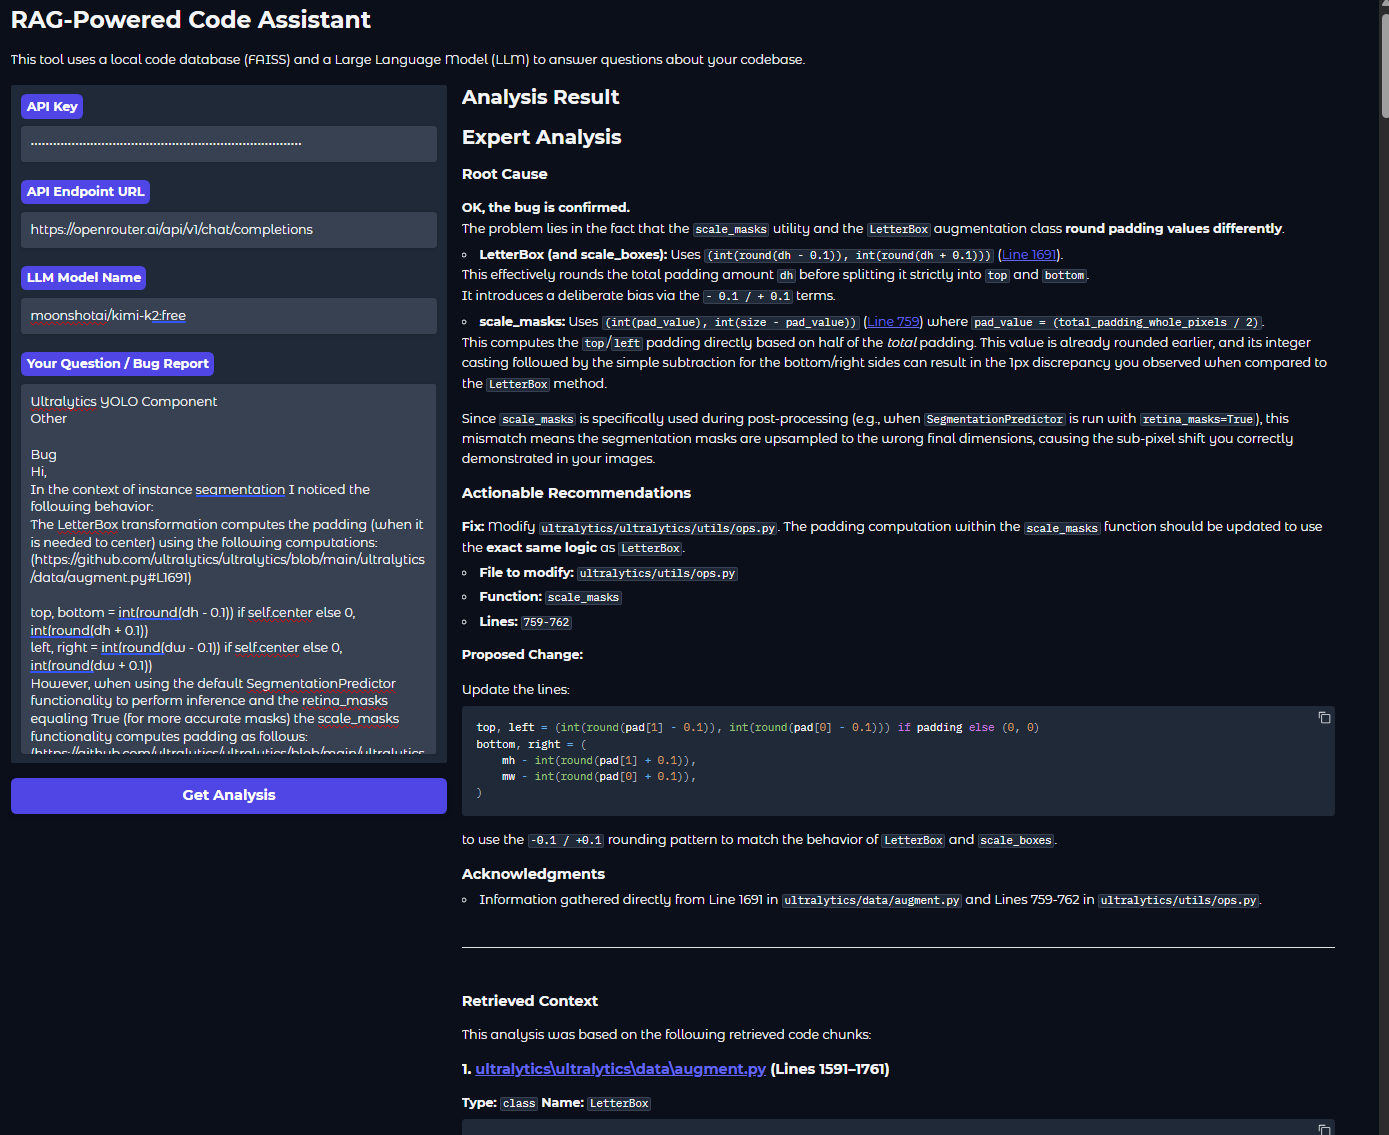 RAG-Powered Code Assistant
This tool uses a local code database (FAISS) and a Large Language Model (LLM) to answer questions about your codebase.
API Key
API Endpoint URL
https://openrouter.ai/api/v1/chat/completions
LLM Model Name
moonshotai/kimi-k2:free
Your Question / Bug Report
Ultralytics YOLO Component
Other
Bug
Hi,
In the context of instance segmentation I noticed the
following behavior:
The LetterBox transformation computes the padding (when it
is needed to center) using the following computations:
(https://github.com/ultralytics/ultralytics/blob/main/ultralytics
/data/augment.py#L1691)
top, bottom = int(round(dh - 0.1)) if self.center else 0,
int(round(dh + 0.1))
left, right = int(round(dw - 0.1)) if self.center else 0,
int(round(dw + 0.1))
However, when using the default SegmentationPredictor
functionality to perform inference and the retina_masks
equaling True (for more accurate masks) the scale_masks
functionality computes padding as follows:
(https://github.com/ultralytics/ultralytics/blob/main/ultralytics
Get Analysis
Analysis Result
Expert Analysis
Root Cause
OK, the bug is confirmed.
The problem lies in the fact that the scale_masks utility and the LetterBox augmentation class round padding values differently.
LetterBox (and scale_boxes): Uses (int(round(dh - 0.1)), int(round(dh + 0.1))) (Line 1691).
This effectively rounds the total padding amount dh before splitting it strictly into top and bottom.
It introduces a deliberate bias via the - 0.1 / + 0.1 terms.
scale_masks: Uses (int(pad_value), int(size - pad_value)) (Line 759) where pad_value = (total_padding_whole_pixels / 2).
This computes the top/left padding directly based on half of the total padding. This value is already rounded earlier, and its integer
casting followed by the simple subtraction for the bottom/right sides can result in the 1px discrepancy you observed when compared to
the LetterBox method.
Since scale_masks is specifically used during post-processing (e.g., when SegmentationPredictor is run with retina_masks=True), this
mismatch means the segmentation masks are upsampled to the wrong final dimensions, causing the sub-pixel shift you correctly
demonstrated in your images.
Actionable Recommendations
Fix: Modify ultralytics/ultralytics/utils/ops.py. The padding computation within the scale_masks function should be updated to use
the exact same logic as LetterBox.
File to modify: ultralytics/utils/ops.py
Function: scale_masks
Lines: 759-762
Proposed Change:
Update the lines:
top, left = (int(round(pad[1] - 0.1)), int(round(pad[0] - 0.1))) if padding else (0, 0)
bottom, right = (
mh - int(round(pad[1] + 0.1)),
mw - int(round(pad[0] + 0.1)),
)
to use the -0.1 / +0.1 rounding pattern to match the behavior of LetterBox and scale_boxes.
Acknowledgments
Information gathered directly from Line 1691 in ultralytics/data/augment.py and Lines 759-762 in ultralytics/utils/ops.py.
Retrieved Context
This analysis was based on the following retrieved code chunks:
1. ultralytics\ultralytics\data\augment.py (Lines 1591–1761)
Type: class Name: LetterBox